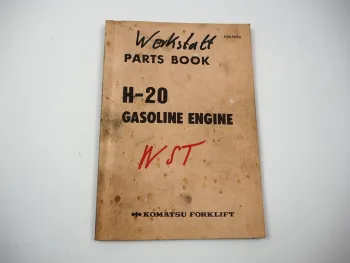 Werkstatt
PARTS BOOK
H-20
GASOLINE ENGINE
WST
KOMATSU FORKLIFT